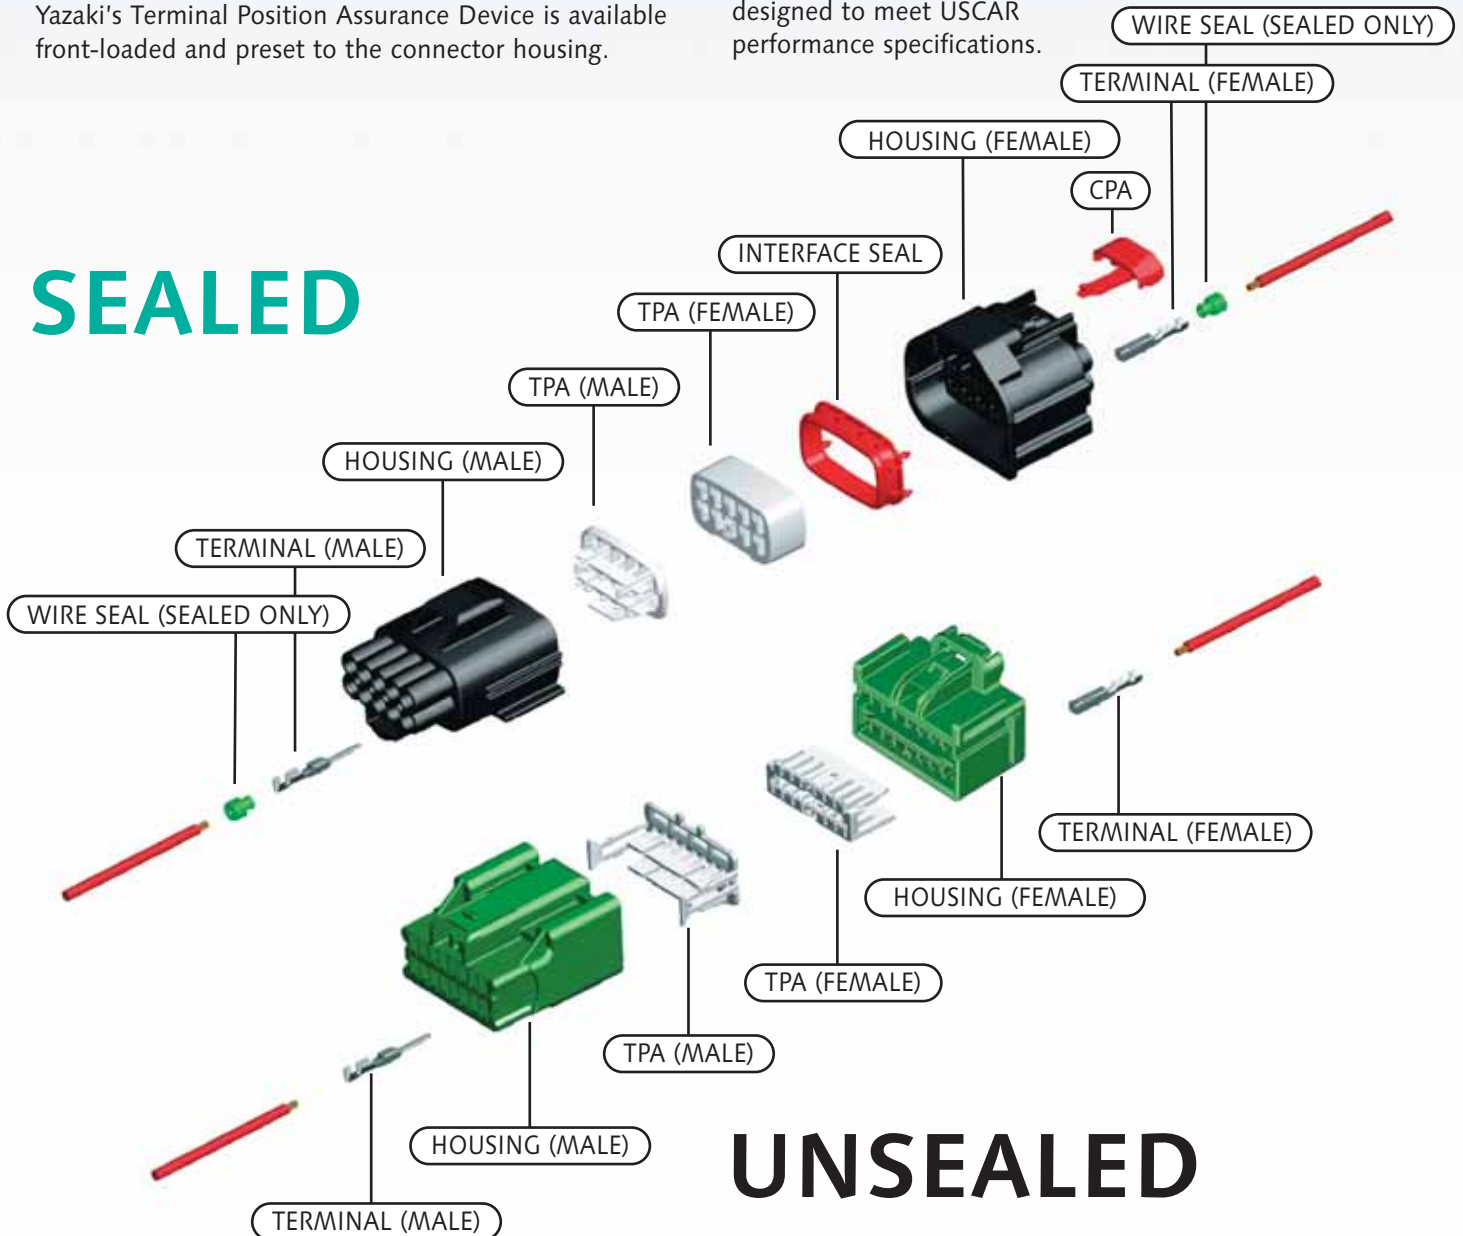 Yazaki's Terminal Position Assurance Device is available
front-loaded and preset to the connector housing.
designed to meet USCAR
performance specifications.
WIRE SEAL (SEALED ONLY)
TERMINAL (FEMALE)
HOUSING (FEMALE)
CPA
INTERFACE SEAL
SEALED
TPA (FEMALE)
TPA (MALE)
HOUSING (MALE)
TERMINAL (MALE)
WIRE SEAL (SEALED ONLY)
TERMINAL (FEMALE)
HOUSING (FEMALE)
TPA (FEMALE)
TPA (MALE)
HOUSING (MALE)
UNSEALED
TERMINAL (MALE)